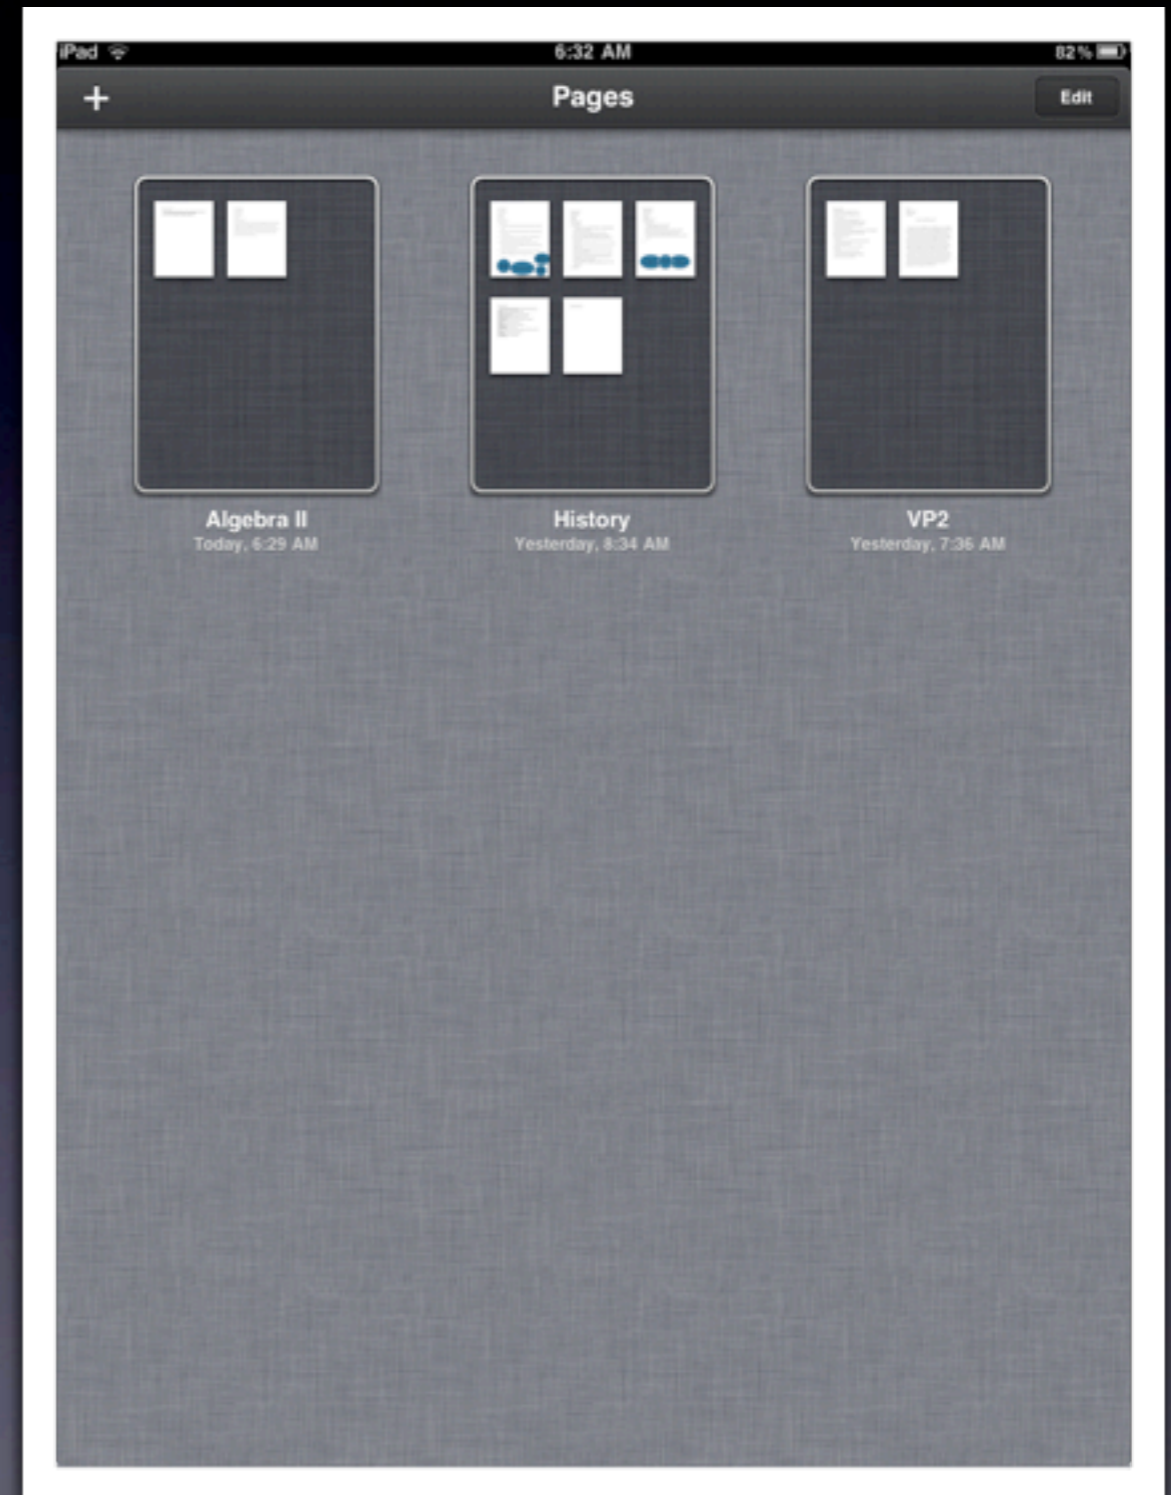 iPad 6:32 AM 82%
+ Pages Edit
Algebra II History VP2
Today, 6:29 AM Yesterday, 8:34 AM Yesterday, 7:36 AM